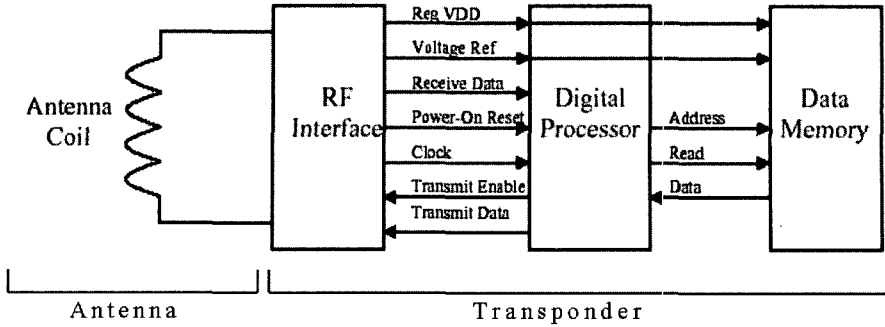 Reg VDD
Voltage Ref
Receive Data
Power-On Reset
Clock
Transmit Enable
Transmit Data
Antenna
Coil
RF
Interface
Digital
Processor
Address
Read
Data
Data
Memory
Antenna
Transponder